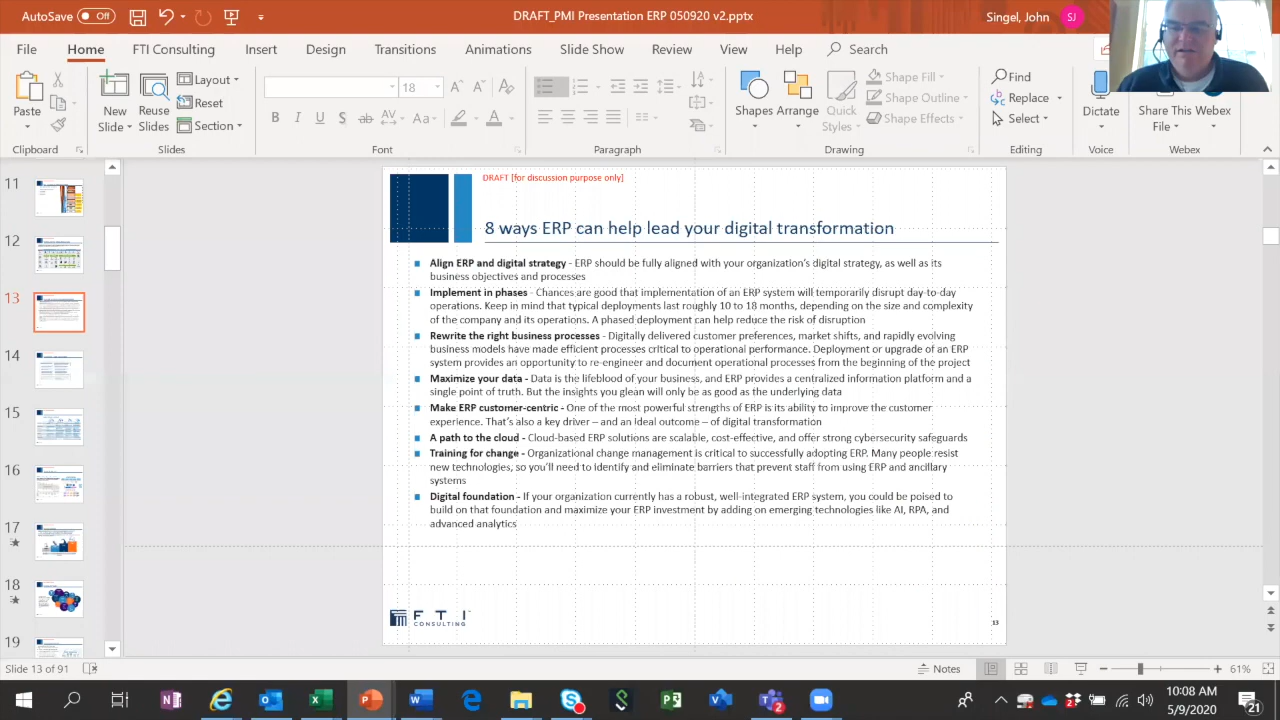 AutoSave Off
DRAFT_PMI Presentation ERP 050920 v2.pptx
Singel, John SJ
File Home FTI Consulting Insert Design Transitions Animations Slide Show Review View Help Search
Paste
Clipboard
New Slide
Reuse Slides
Layout
Reset
Section
Slides
18
Font
Paragraph
Shapes Arrange Quick Styles
Shape Fill
Shape Outline
Shape Effects
Drawing
Find
Replace
Select
Editing
Dictate
Voice
Share This File
Webex
Webex
DRAFT [for discussion purpose only]
8 ways ERP can help lead your digital transformation
Align ERP and digital strategy - ERP should be fully aligned with your organization's digital strategy, as well as its
business objectives and processes
Implement in phases - Chances are good that implementation of an ERP system will temporarily disrupt day-to-day
operations. Keep in mind that typical deployments last roughly 10 to 18 months, depending on the size and complexity
of the company and its operations. A phased deployment can help reduce the risk of disruption
Rewrite the right business processes - Digitally delivered customer experiences, market shifts, and rapidly evolving
business models have made efficient processes critical to operational performance. Deployment or upgrade of an ERP
system provides an opportunity to re-engineer and document operational processes from the beginning of the project
Maximize your data - Data is the lifeblood of your business, and ERP provides a centralized information platform and a
single point of truth. But the insights you glean will only be as good as the underlying data
Make ERP customer-centric - One of the most powerful strengths of ERP is its ability to improve the customer
experience. It's also a key driver – and an Ideal outcome – of digital transformation
A path to the cloud - Cloud-based ERP solutions are scalable, cost-effective, and offer strong cybersecurity safeguards
Training for change - Organizational change management is critical to successfully adopting ERP. Many people resist
new technologies, so you'll need to identify and eliminate barriers that prevent staff from using ERP and ancillary
systems
Digital foundation - If your organization currently has a robust, well-integrated ERP system, you could be poised to
build on that foundation and maximize your ERP investment by adding on emerging technologies like AI, RPA, and
advanced analytics
F T I
CONSULTING
13
11
12
13
14
15
16
17
18
19
Slide 13 of 91
Notes
61%
10:08 AM
5/9/2020
21